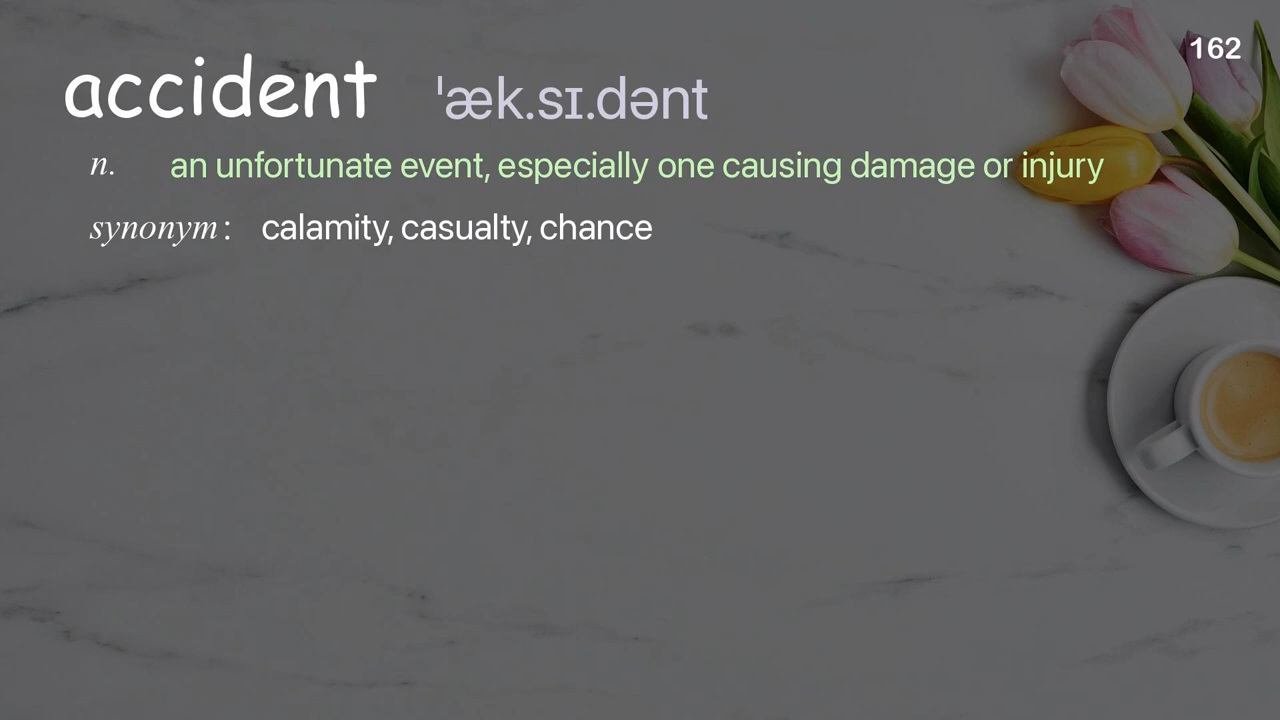 162
accident ˈæk.sɪ.dənt
n. an unfortunate event, especially one causing damage or injury
synonym : calamity, casualty, chance